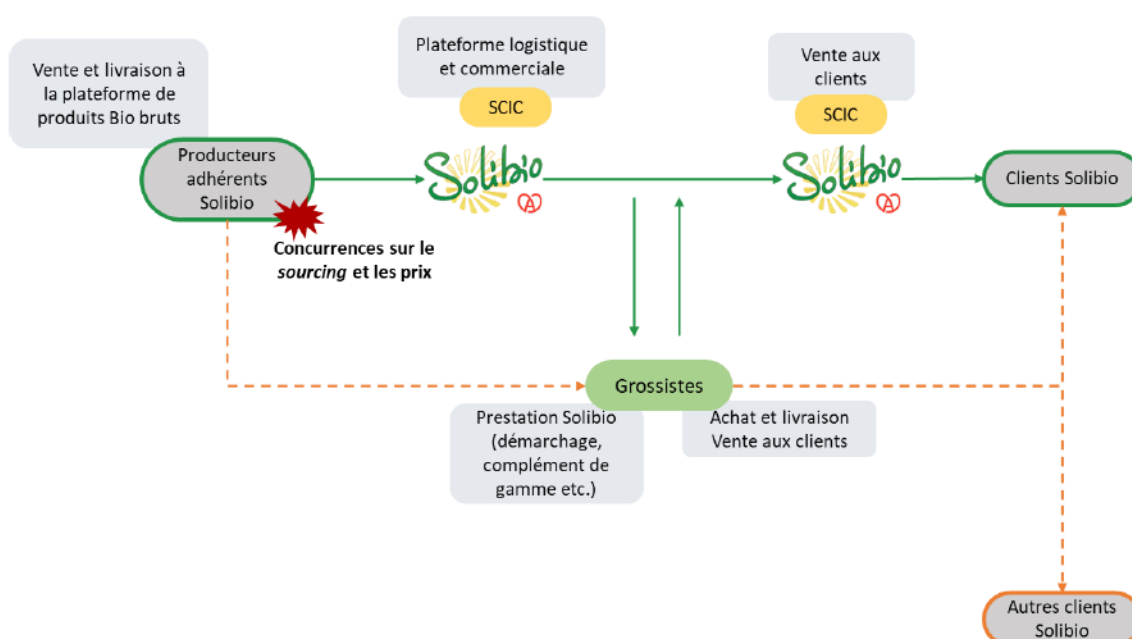 Vente et livraison à
la plateforme de
produits Bio bruts
Producteurs
adhérents
Solibio
Concurrences sur le
sourcing et les prix
Plateforme logistique
et commerciale
SCIC
Solibio
A
Vente aux
clients
SCIC
Solibio
A
Clients Solibio
Grossistes
Prestation Solibio
(démarchage,
complément de
gamme etc.)
Achat et livraison
Vente aux clients
Autres clients
Solibio